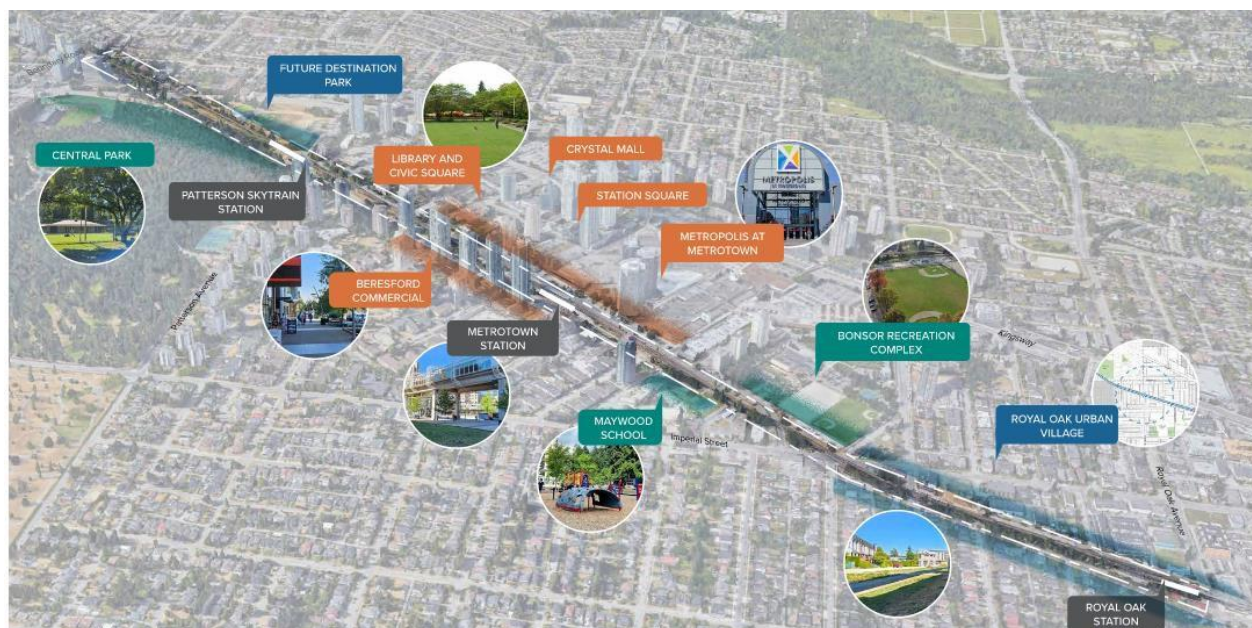 Boundary Road
FUTURE DESTINATION
PARK
CENTRAL PARK
PATTERSON SKYTRAIN
STATION
LIBRARY AND
CIVIC SQUARE
CRYSTAL MALL
STATION SQUARE
METROPOLIS
METROPOLIS AT
METROTOWN
Patterson Avenue
BERESFORD
COMMERCIAL
METROTOWN
STATION
BONSOR RECREATION
COMPLEX
Kingsway
MAYWOOD
SCHOOL
Imperial Street
ROYAL OAK URBAN
VILLAGE
Royal Oak Avenue
ROYAL OAK
STATION